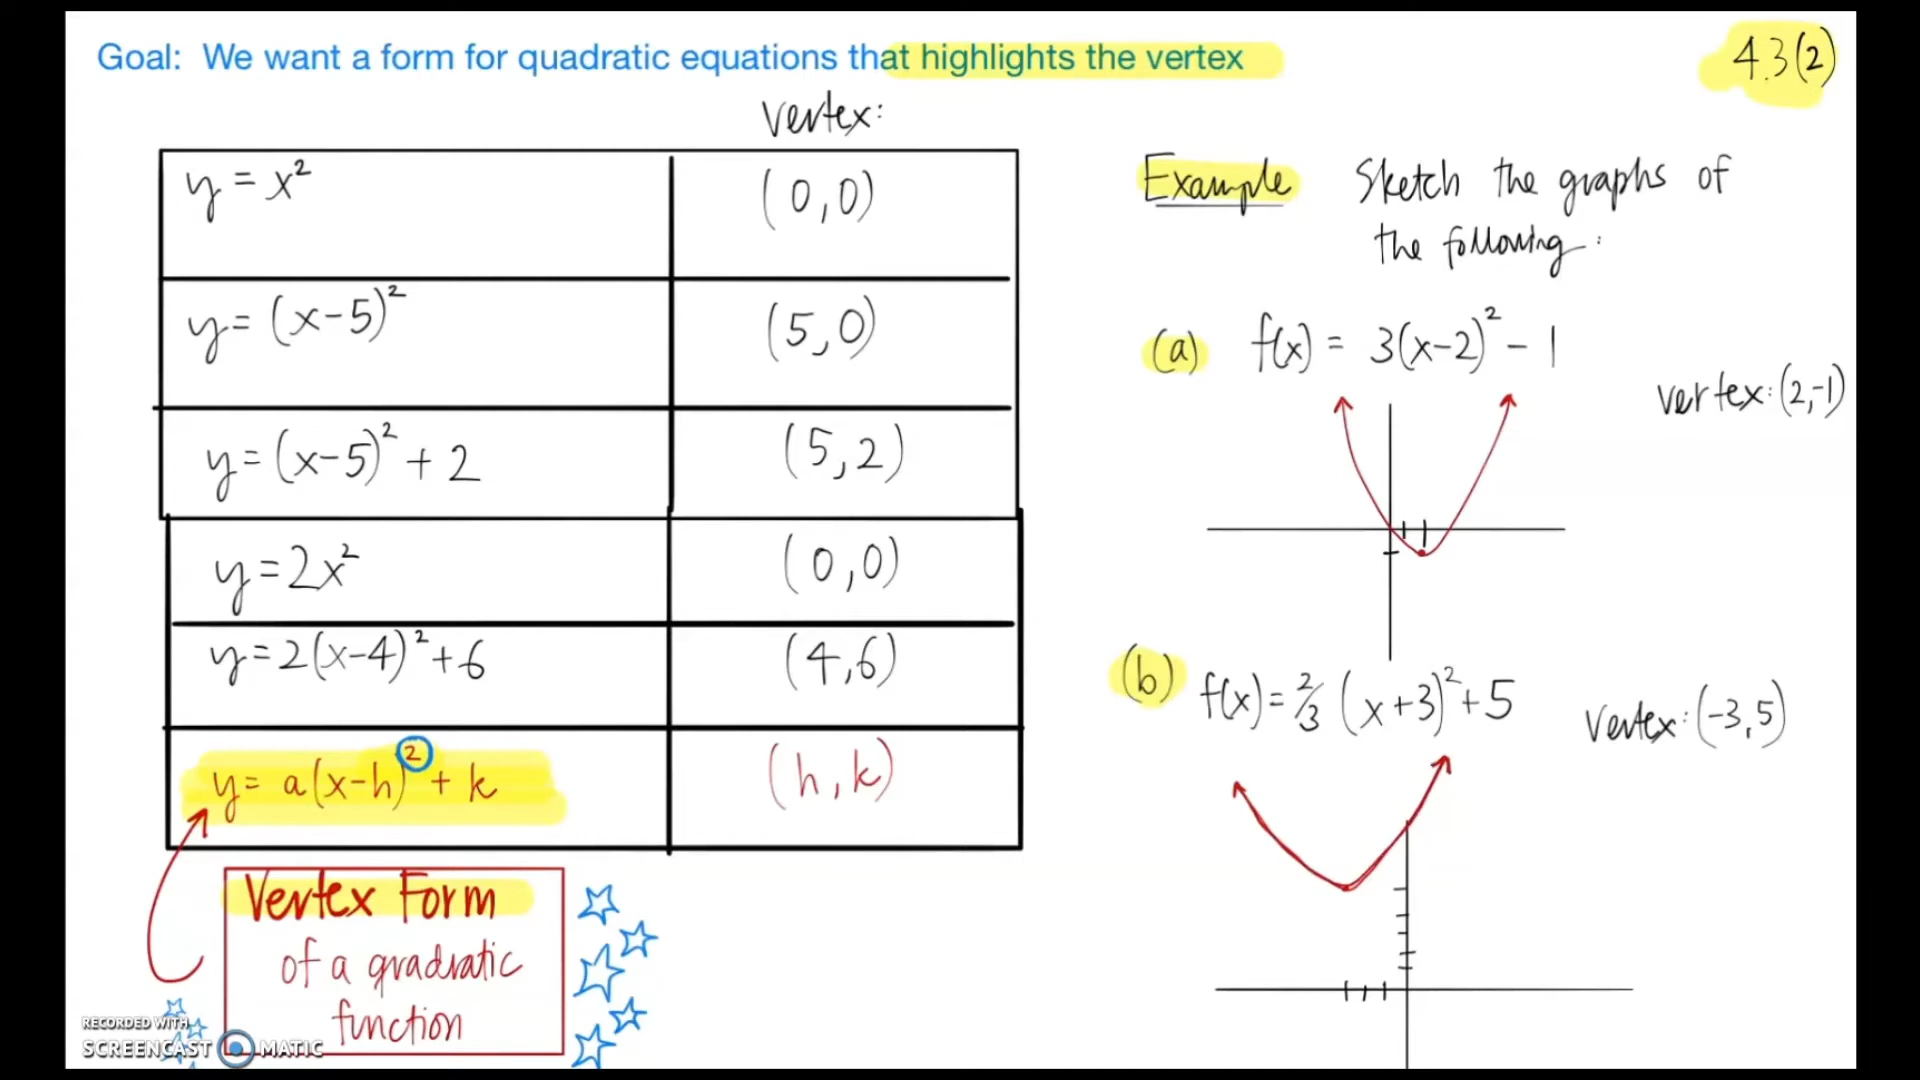 Goal: We want a form for quadratic equations that highlights the vertex
4.3(2)
vertex:
y = x²
(0,0)
y = (x-5)²
(5,0)
y = (x-5)² + 2
(5,2)
y = 2x²
(0,0)
y = 2(x-4)² + 6
(4,6)
y = a(x-h)² + k
(h,k)
Vertex Form
of a quadratic
function
Example Sketch the graphs of
the following:
(a) f(x) = 3(x-2)² - 1
vertex: (2,-1)
(b) f(x) = 2/3 (x+3)² + 5
Vertex: (-3,5)
RECORDED WITH
SCREENCAST MATIC